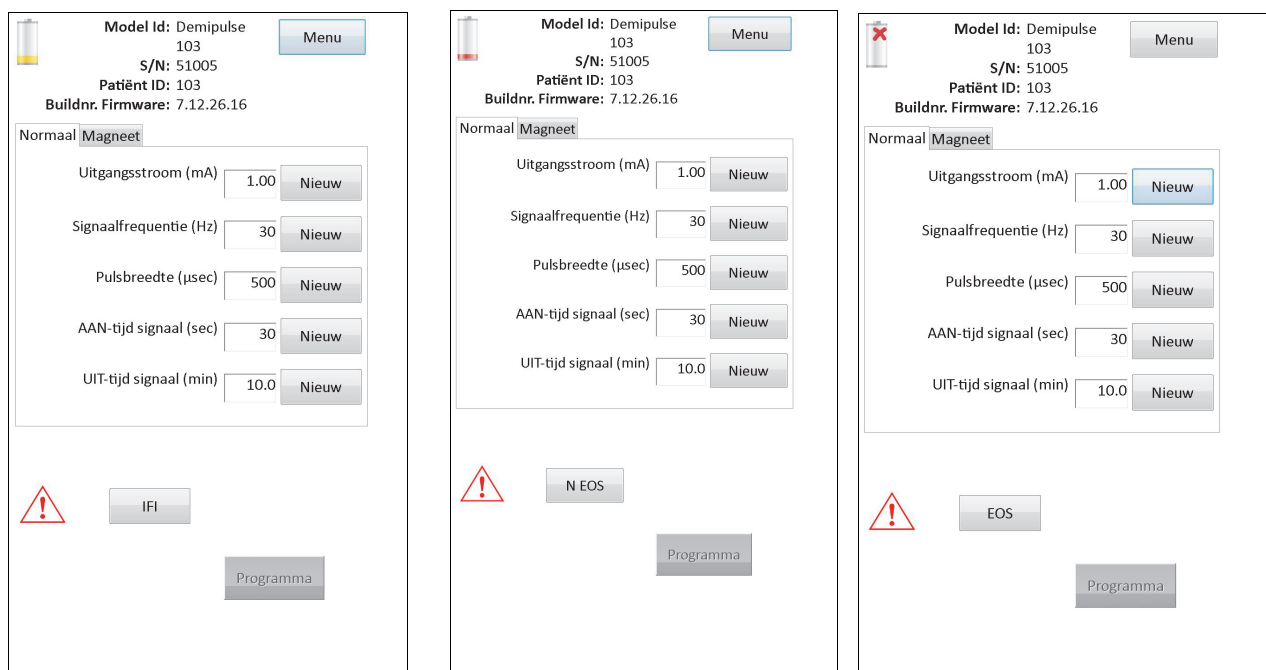 Model Id: Demipulse
103
S/N: 51005
Patiënt ID: 103
Buildnr. Firmware: 7.12.26.16
Menu
Normaal Magneet
Uitgangsstroom (mA) 1.00 Nieuw
Signaalfrequentie (Hz) 30 Nieuw
Pulsbreedte (µsec) 500 Nieuw
AAN-tijd signaal (sec) 30 Nieuw
UIT-tijd signaal (min) 10.0 Nieuw
IFI
Programma
Model Id: Demipulse
103
S/N: 51005
Patiënt ID: 103
Buildnr. Firmware: 7.12.26.16
Menu
Normaal Magneet
Uitgangsstroom (mA) 1.00 Nieuw
Signaalfrequentie (Hz) 30 Nieuw
Pulsbreedte (µsec) 500 Nieuw
AAN-tijd signaal (sec) 30 Nieuw
UIT-tijd signaal (min) 10.0 Nieuw
N EOS
Programma
Model Id: Demipulse
103
S/N: 51005
Patiënt ID: 103
Buildnr. Firmware: 7.12.26.16
Menu
Normaal Magneet
Uitgangsstroom (mA) 1.00 Nieuw
Signaalfrequentie (Hz) 30 Nieuw
Pulsbreedte (µsec) 500 Nieuw
AAN-tijd signaal (sec) 30 Nieuw
UIT-tijd signaal (min) 10.0 Nieuw
EOS
Programma